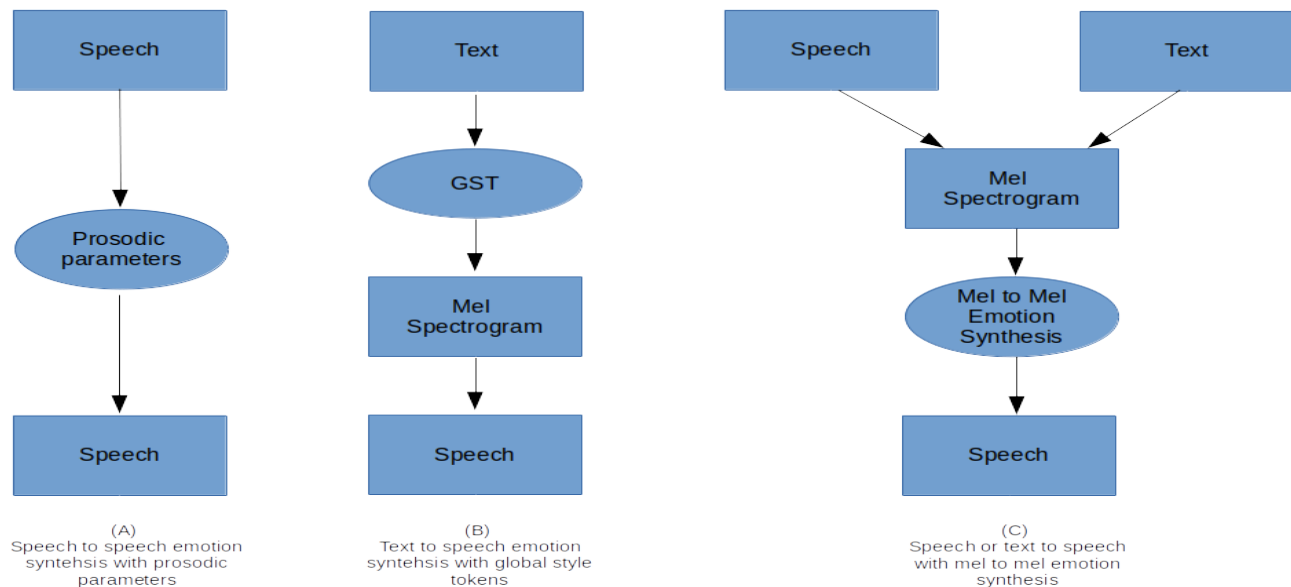 Speech
Prosodic
parameters
Speech
(A)
Speech to speech emotion
syntehsis with prosodic
parameters
Text
GST
Mel
Spectrogram
Speech
(B)
Text to speech emotion
syntehsis with global style
tokens
Speech
Text
Mel
Spectrogram
Mel to Mel
Emotion
Synthesis
Speech
(C)
Speech or text to speech
with mel to mel emotion
synthesis